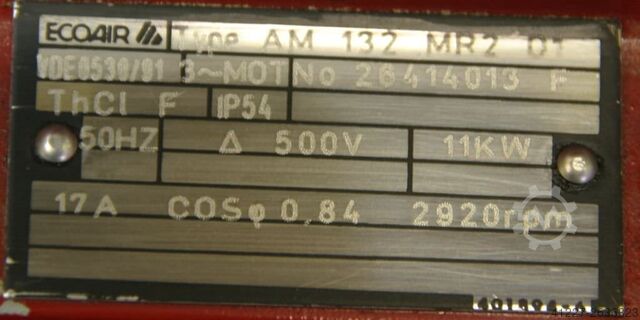 ECOAIR Type AM 132 MR2 D1
VDE0530/81 3~MOT No 26414013 F
ThCl F IP54
50HZ Δ 500V 11KW
17A COSφ 0,84 2920rpm